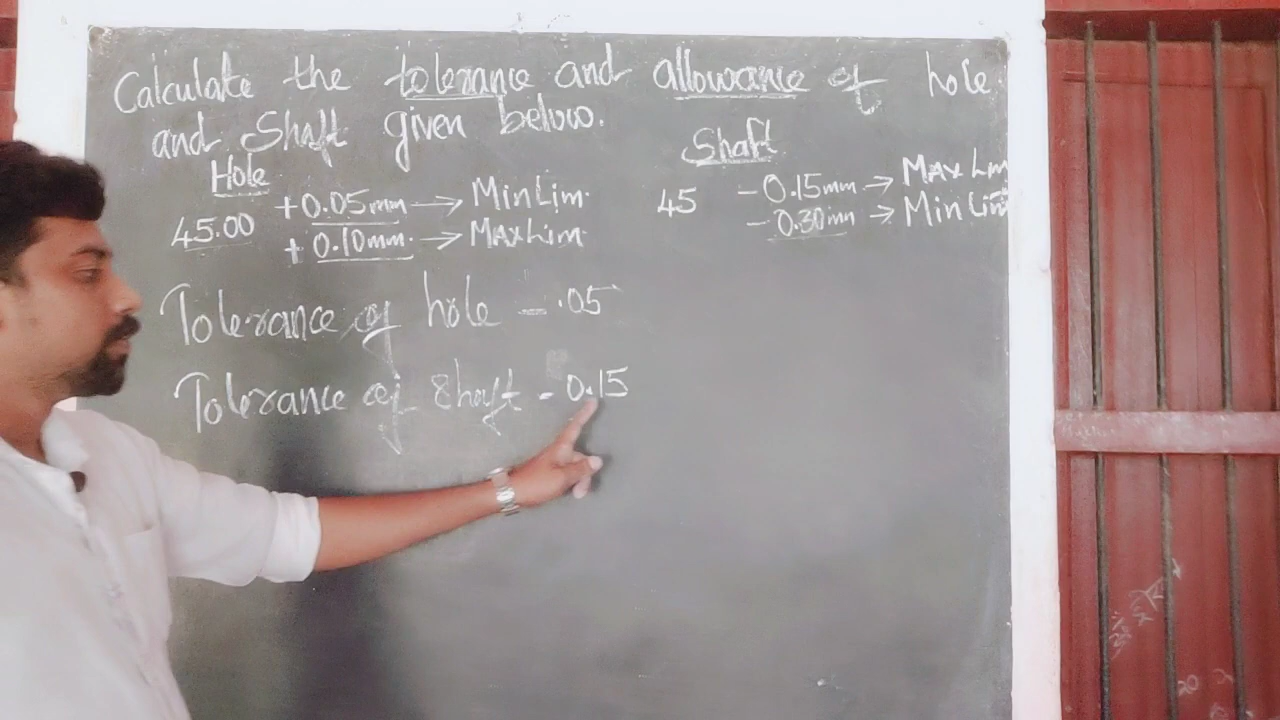 Calculate the tolerance and allowance of hole
and Shaft given below.
Hole
Shaft
45.00 +0.05mm → Min Lim.
+ 0.10mm. → Max Lim
45 -0.15mm → Max Lim
-0.30mm → Min Lim
Tolerance of hole - .05
Tolerance of Shaft - 0.15
20